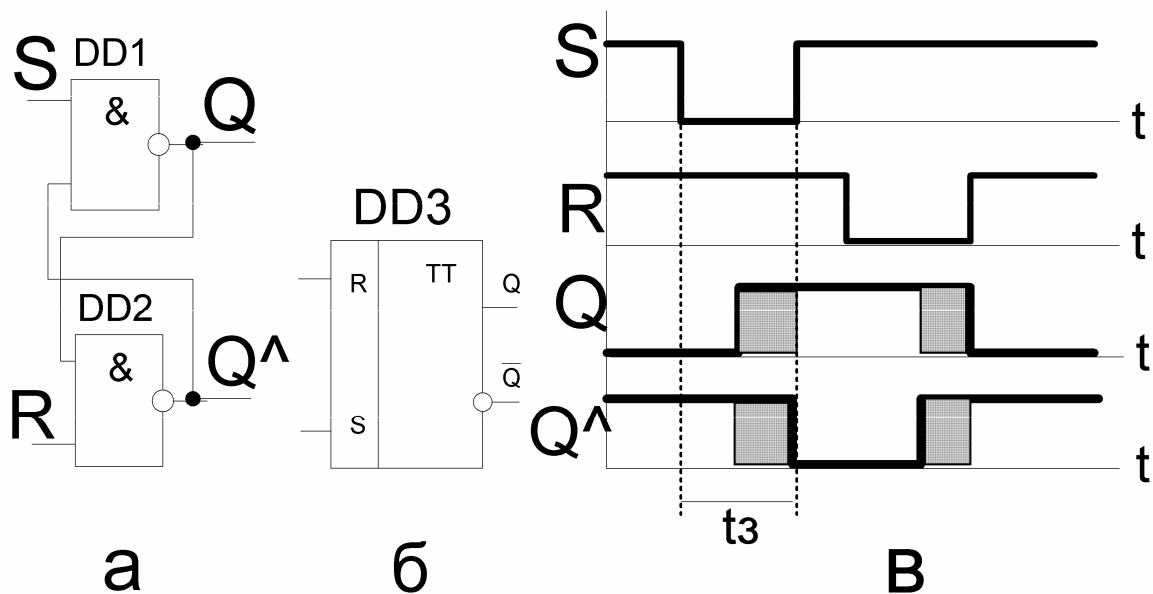 S
DD1
&
Q
DD2
&
Q^
R
а
DD3
R
TT
Q
Q̅
S
б
S
t
R
t
Q
t
Q^
t
tз
в